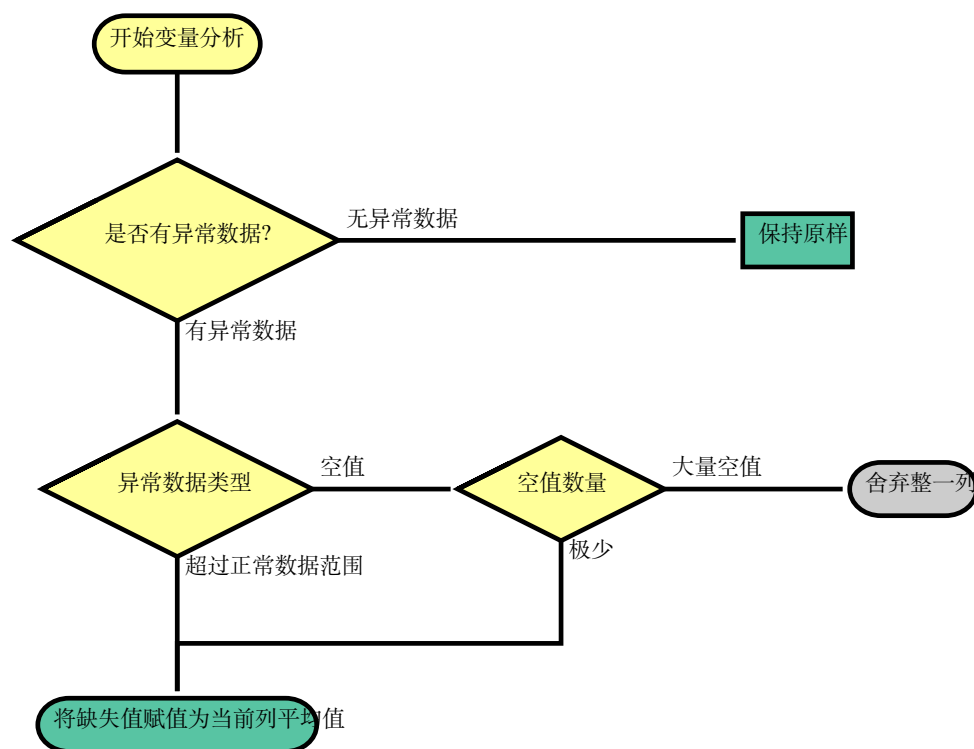 开始变量分析
是否有异常数据?
无异常数据
保持原样
有异常数据
异常数据类型
空值
空值数量
大量空值
舍弃整一列
超过正常数据范围
极少
将缺失值赋值为当前列平均值